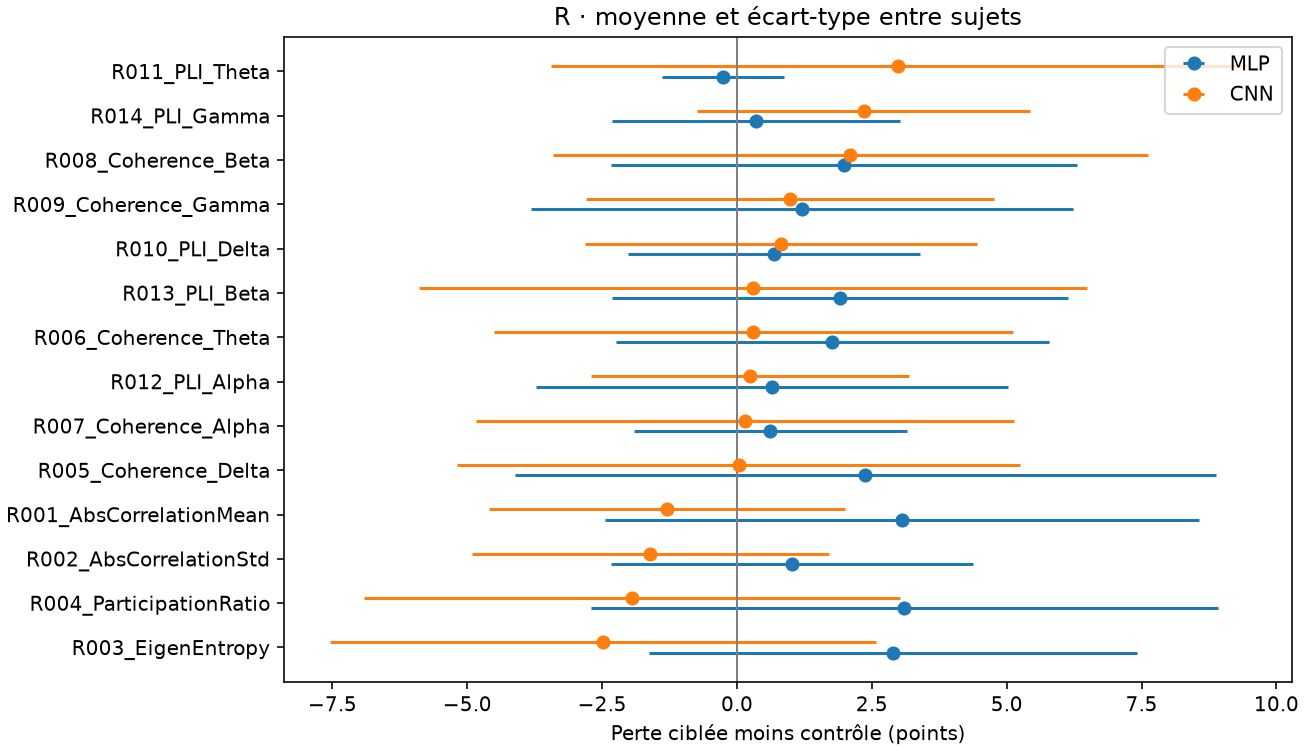 R · moyenne et écart-type entre sujets
MLP
CNN
R011_PLI_Theta
R014_PLI_Gamma
R008_Coherence_Beta
R009_Coherence_Gamma
R010_PLI_Delta
R013_PLI_Beta
R006_Coherence_Theta
R012_PLI_Alpha
R007_Coherence_Alpha
R005_Coherence_Delta
R001_AbsCorrelationMean
R002_AbsCorrelationStd
R004_ParticipationRatio
R003_EigenEntropy
−7.5 −5.0 −2.5 0.0 2.5 5.0 7.5 10.0
Perte ciblée moins contrôle (points)